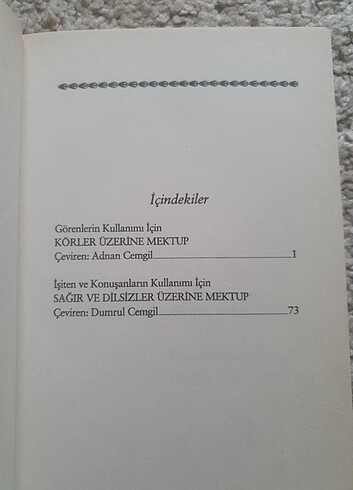 İçindekiler
Görenlerin Kullanımı İçin
KÖRLER ÜZERİNE MEKTUP
Çeviren: Adnan Cemgil 1
İşiten ve Konuşanların Kullanımı İçin
SAĞIR VE DİLSİZLER ÜZERİNE MEKTUP
Çeviren: Dumrul Cemgil 73